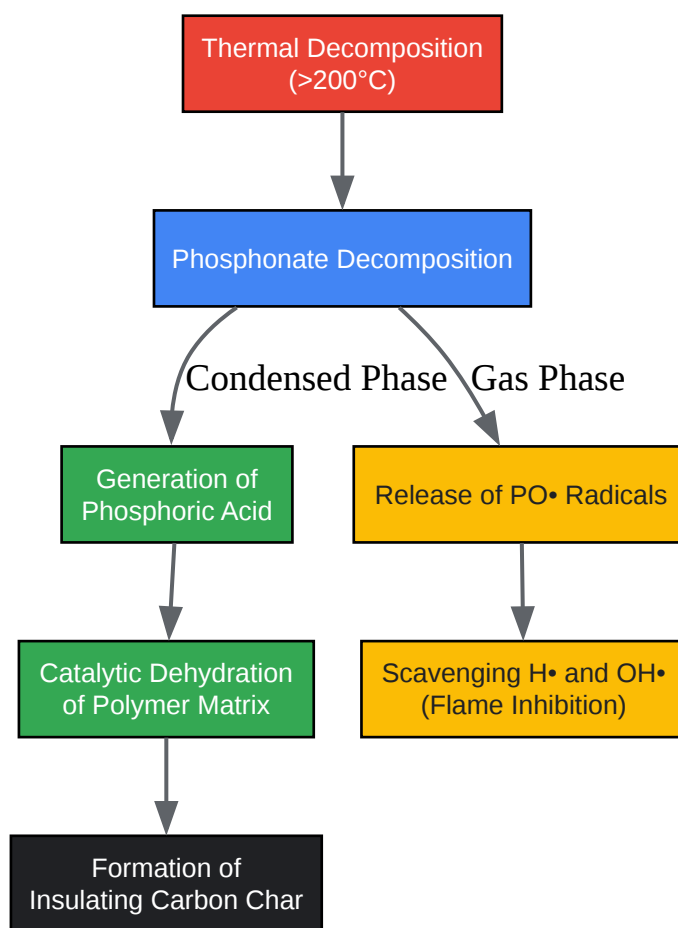 Thermal Decomposition
(>200°C)
Phosphonate Decomposition
Condensed Phase
Gas Phase
Generation of
Phosphoric Acid
Release of PO• Radicals
Catalytic Dehydration
of Polymer Matrix
Scavenging H• and OH•
(Flame Inhibition)
Formation of
Insulating Carbon Char